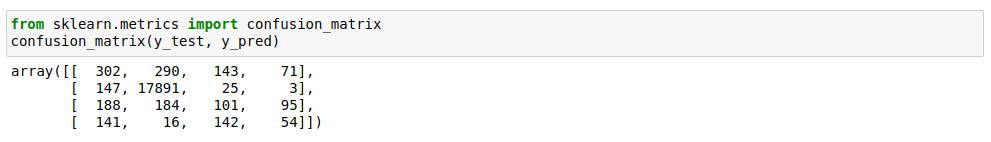 from sklearn.metrics import confusion_matrix
confusion_matrix(y_test, y_pred)
array([[  302,   290,   143,    71],
       [  147, 17891,    25,     3],
       [  188,   184,   101,    95],
       [  141,    16,   142,    54]])